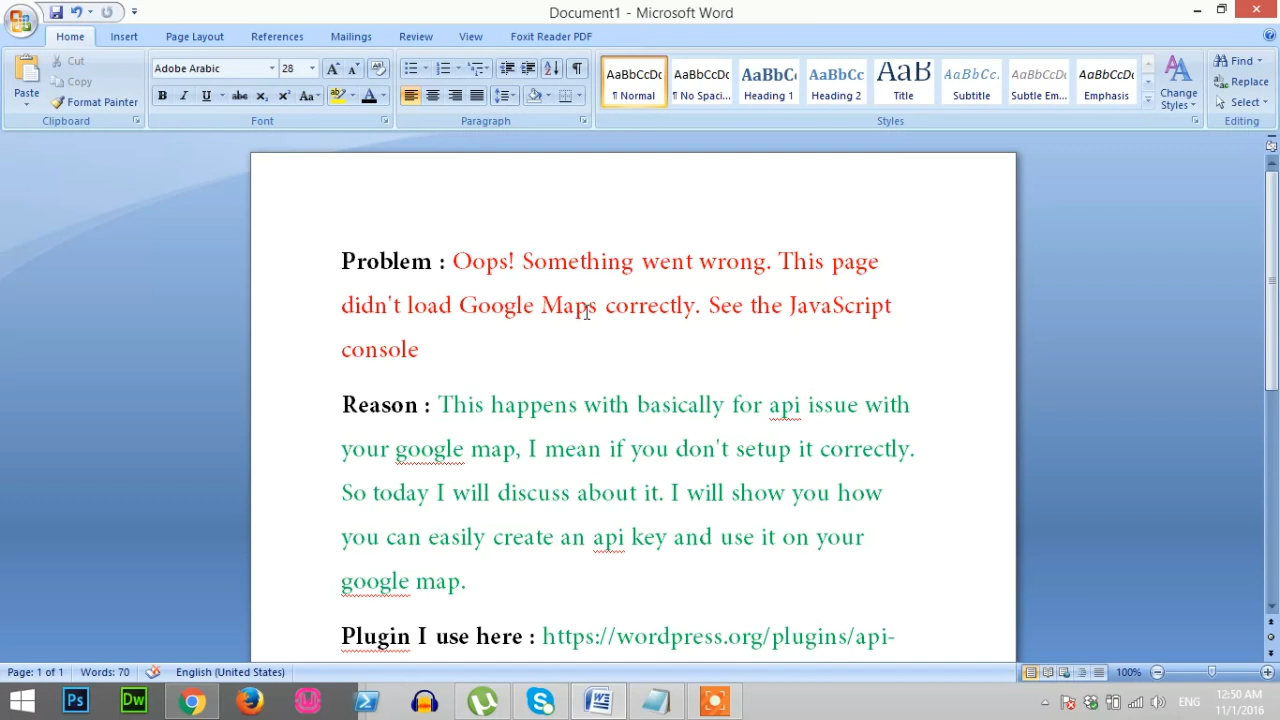 Document1 - Microsoft Word
Home Insert Page Layout References Mailings Review View Foxit Reader PDF
Paste
Cut
Copy
Format Painter
Clipboard
Adobe Arabic 28
Font
Paragraph
AaBbCcDc AaBbCcDc AaBbC AaBbCc AaB AaBbCc. AaBbCcDc AaBbCcDc
¶ Normal ¶ No Spaci... Heading 1 Heading 2 Title Subtitle Subtle Em... Emphasis
Change
Styles
Styles
Find
Replace
Select
Editing
Problem : Oops! Something went wrong. This page
didn't load Google Maps correctly. See the JavaScript
console
Reason : This happens with basically for api issue with
your google map, I mean if you don't setup it correctly.
So today I will discuss about it. I will show you how
you can easily create an api key and use it on your
google map.
Plugin I use here : https://wordpress.org/plugins/api-
Page: 1 of 1 Words: 70 English (United States) 100%
Ps Dw ENG 12:50 AM
11/1/2016